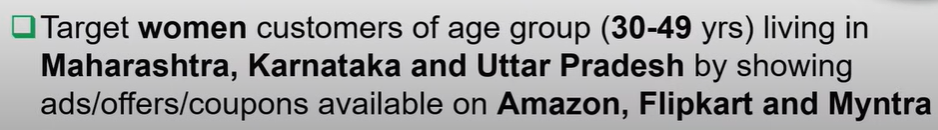 Target women customers of age group (30-49 yrs) living in
Maharashtra, Karnataka and Uttar Pradesh by showing
ads/offers/coupons available on Amazon, Flipkart and Myntra